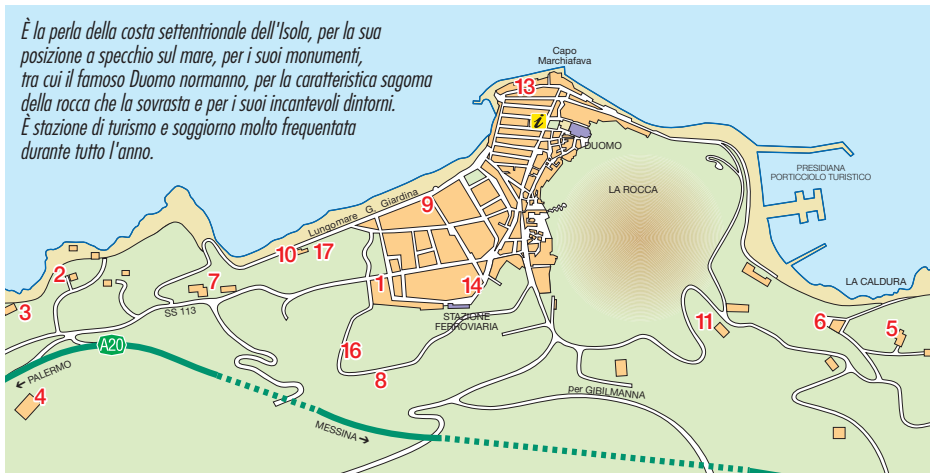 È la perla della costa settentrionale dell'Isola, per la sua
posizione a specchio sul mare, per i suoi monumenti,
tra cui il famoso Duomo normanno, per la caratteristica sagoma
della rocca che la sovrasta e per i suoi incantevoli dintorni.
È stazione di turismo e soggiorno molto frequentata
durante tutto l'anno.
Capo
Marchiafava
13
i
DUOMO
PRESIDIANA
PORTICCIOLO TURISTICO
LA ROCCA
Lungomare G. Giardina
9
10
17
2
7
1
14
LA CALDURA
3
SS 113
STAZIONE
FERROVIARIA
11
6
5
A20
16
8
← PALERMO
4
per GIBILMANNA
MESSINA →